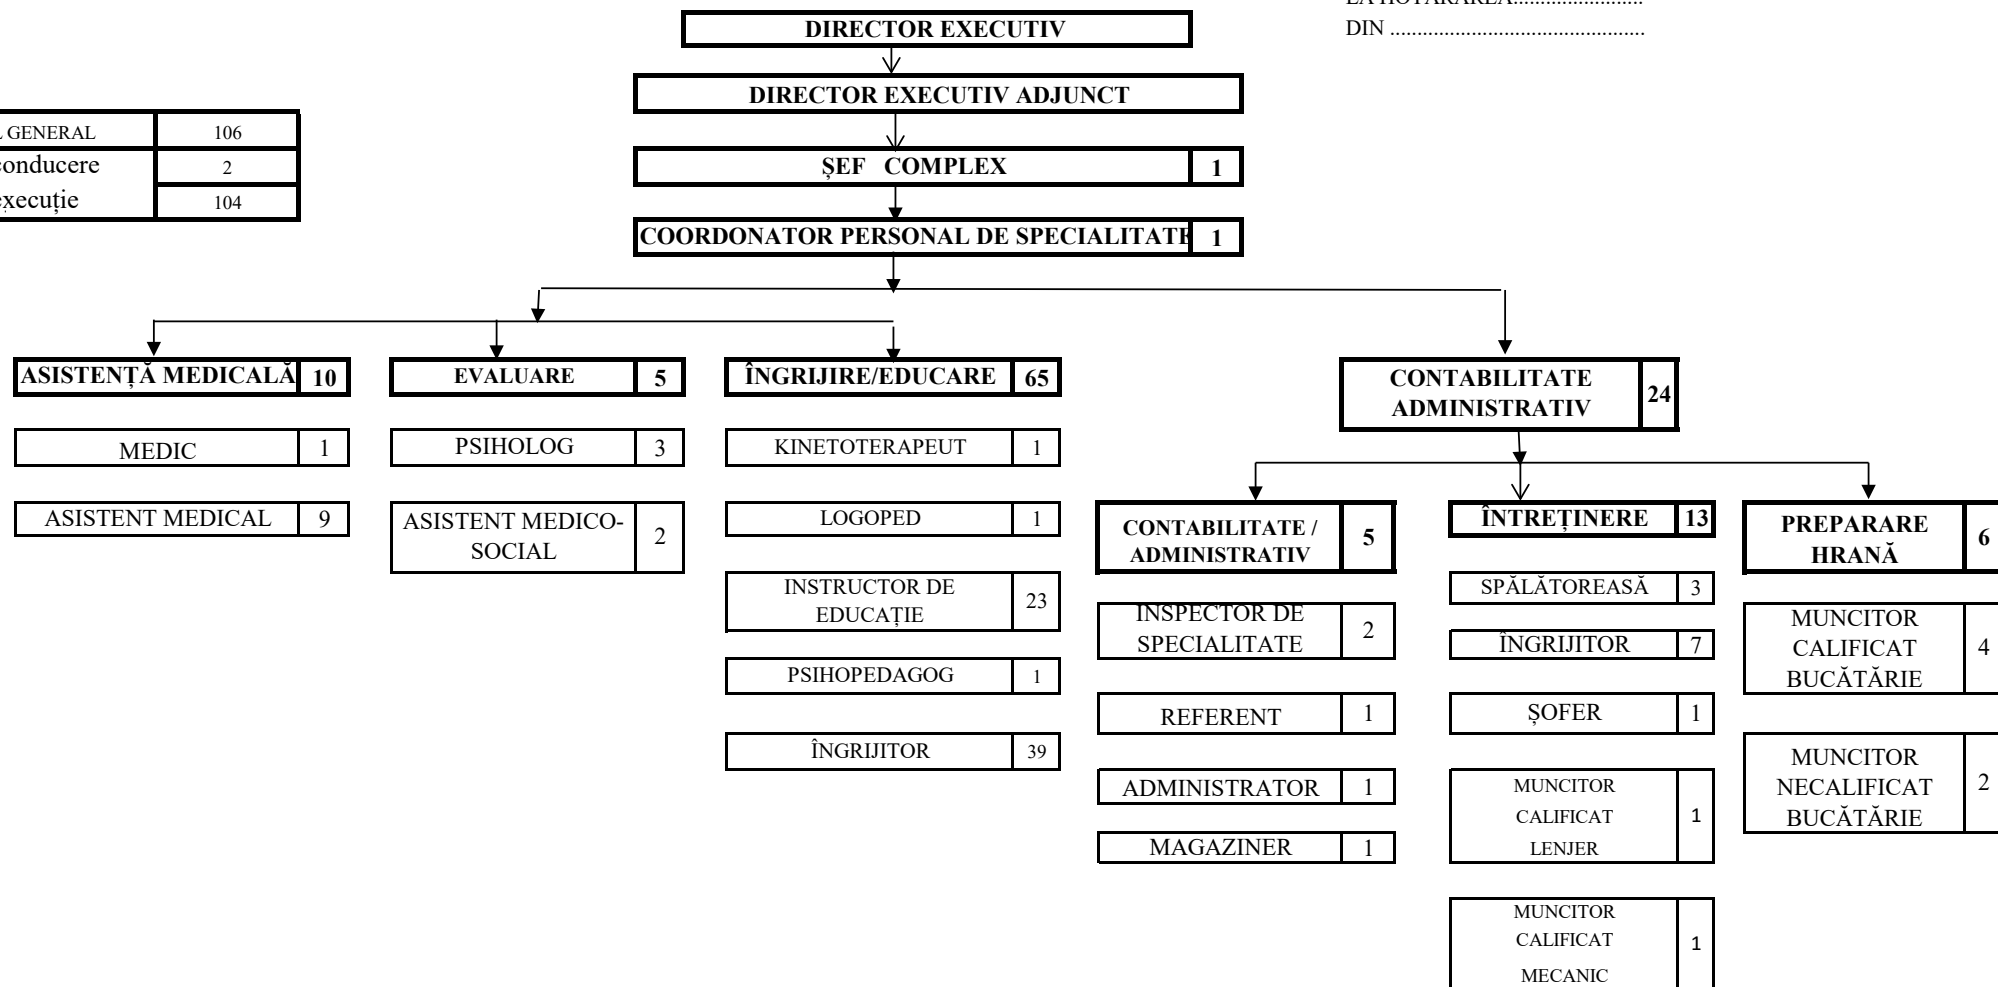 DIRECTOR EXECUTIV
DIN ...............................................
DIRECTOR EXECUTIV ADJUNCT
GENERAL 106
ȘEF COMPLEX 1
conducere 2
execuție 104
COORDONATOR PERSONAL DE SPECIALITATE 1
ASISTENȚĂ MEDICALĂ 10
MEDIC 1
ASISTENT MEDICAL 9
EVALUARE 5
PSIHOLOG 3
ASISTENT MEDICO-
SOCIAL 2
ÎNGRIJIRE/EDUCARE 65
KINETOTERAPEUT 1
LOGOPED 1
INSTRUCTOR DE
EDUCAȚIE 23
PSIHOPEDAGOG 1
ÎNGRIJITOR 39
CONTABILITATE
ADMINISTRATIV 24
CONTABILITATE /
ADMINISTRATIV 5
INSPECTOR DE
SPECIALITATE 2
REFERENT 1
ADMINISTRATOR 1
MAGAZINER 1
ÎNTREȚINERE 13
SPĂLĂTOREASĂ 3
ÎNGRIJITOR 7
ȘOFER 1
MUNCITOR
CALIFICAT 1
LENJER
MUNCITOR
CALIFICAT 1
MECANIC
PREPARARE
HRANĂ 6
MUNCITOR
CALIFICAT 4
BUCĂTĂRIE
MUNCITOR
NECALIFICAT 2
BUCĂTĂRIE